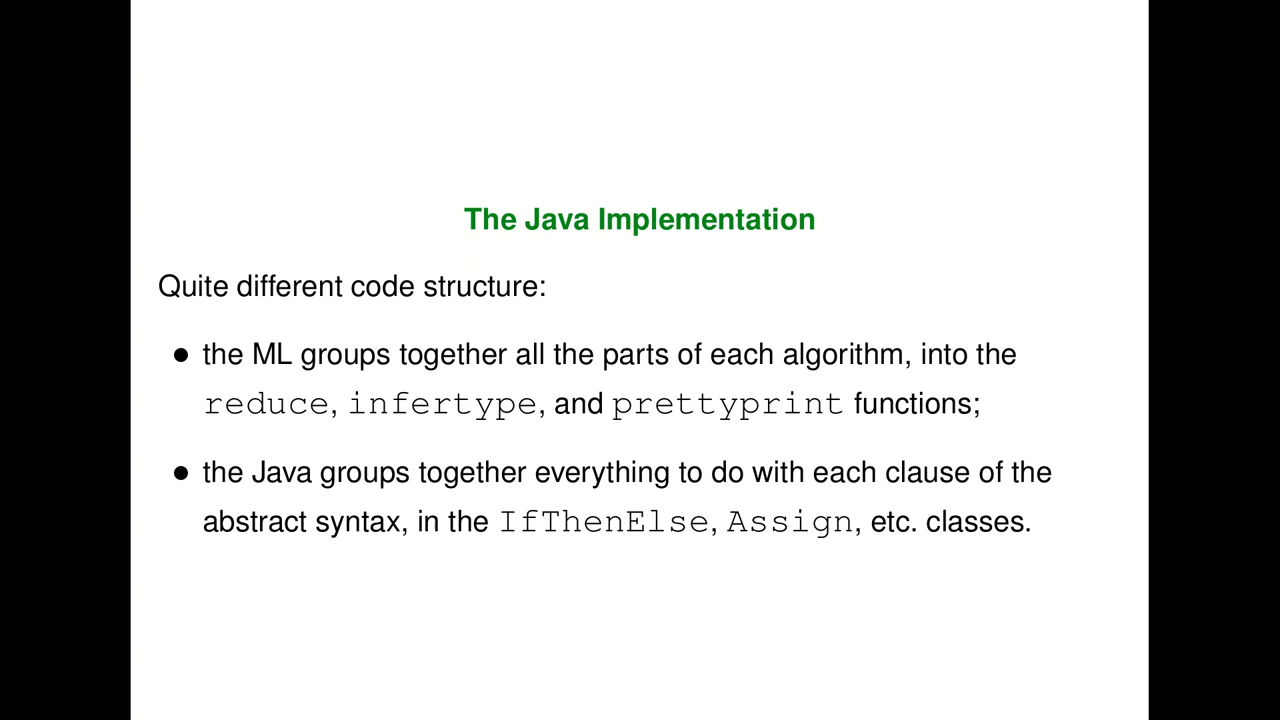 The Java Implementation
Quite different code structure:
● the ML groups together all the parts of each algorithm, into the
reduce, infertype, and prettyprint functions;
● the Java groups together everything to do with each clause of the
abstract syntax, in the IfThenElse, Assign, etc. classes.